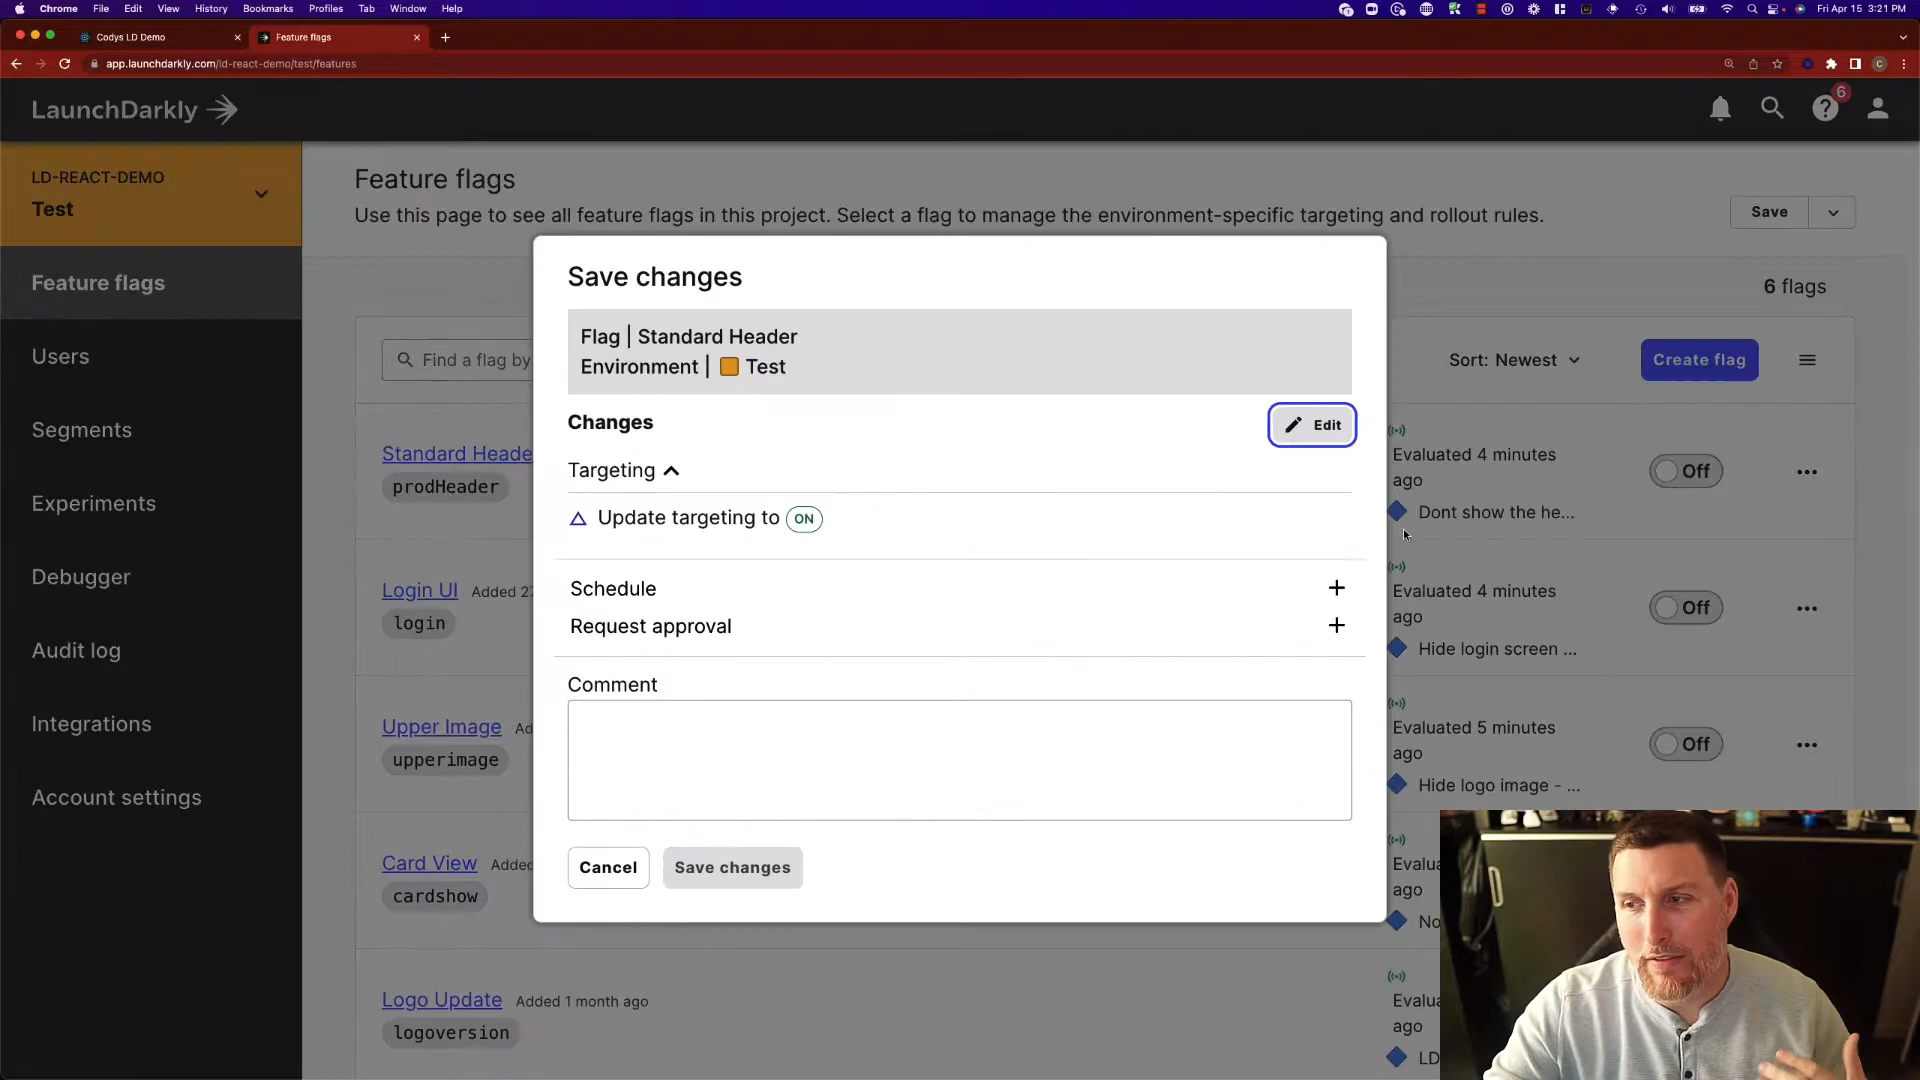 Chrome File Edit View History Bookmarks Profiles Tab Window Help
Fri Apr 15 3:21 PM
Codys LD Demo
Feature flags
app.launchdarkly.com/ld-react-demo/test/features
C
LaunchDarkly
6
LD-REACT-DEMO
Test
Feature flags
Users
Segments
Experiments
Debugger
Audit log
Integrations
Account settings
Feature flags
Use this page to see all feature flags in this project. Select a flag to manage the environment-specific targeting and rollout rules.
Save
6 flags
Find a flag by
Sort: Newest
Create flag
Save changes
Flag | Standard Header
Environment | Test
Changes
Edit
Targeting
Update targeting to ON
Schedule
Request approval
Comment
Cancel
Save changes
Standard Heade
prodHeader
Evaluated 4 minutes
ago
Dont show the he...
Off
Login UI Added 2
login
Evaluated 4 minutes
ago
Hide login screen ...
Off
Upper Image Ad
upperimage
Evaluated 5 minutes
ago
Hide logo image - ...
Off
Card View Added
cardshow
Evalua
ago
No
Logo Update Added 1 month ago
logoversion
Evalua
ago
LD